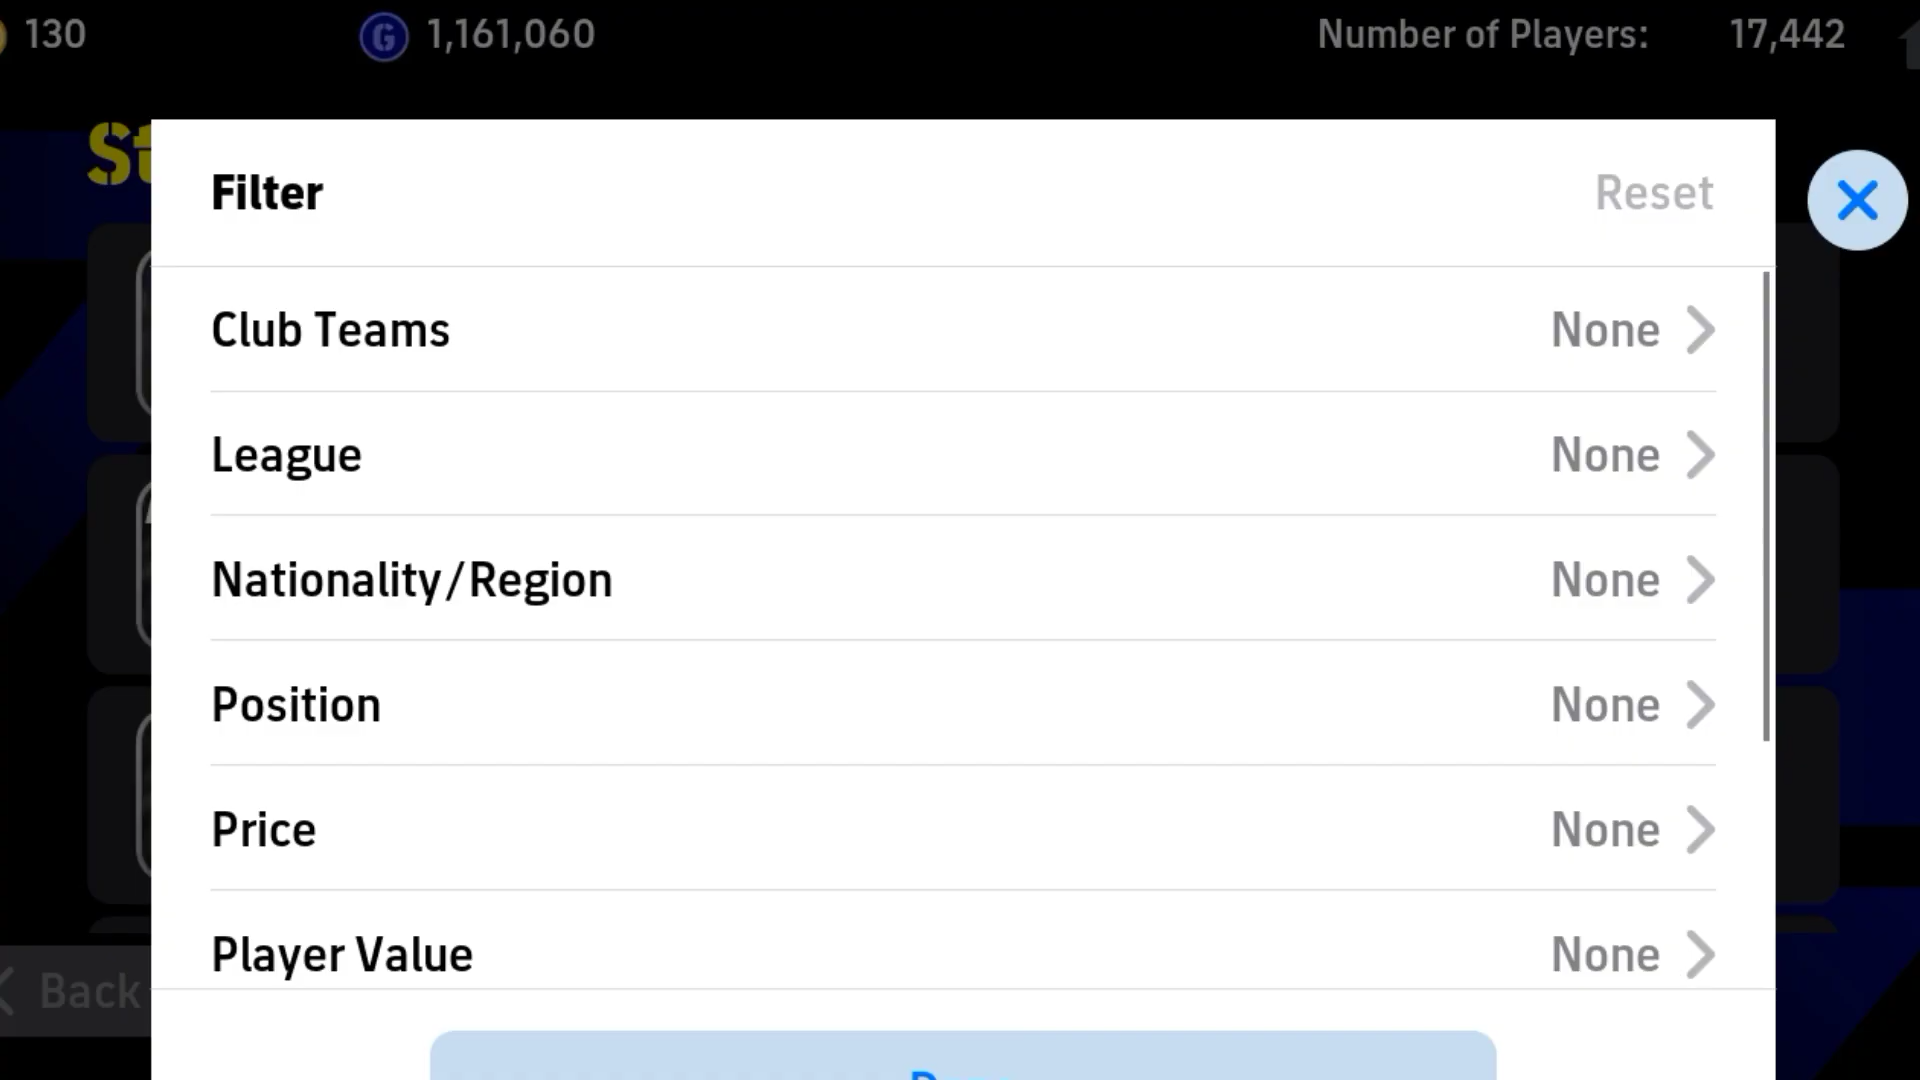 130
G 1,161,060
Number of Players: 17,442
St
Filter
Reset
Club Teams
None
League
None
Nationality/Region
None
Position
None
Price
None
Player Value
None
Back